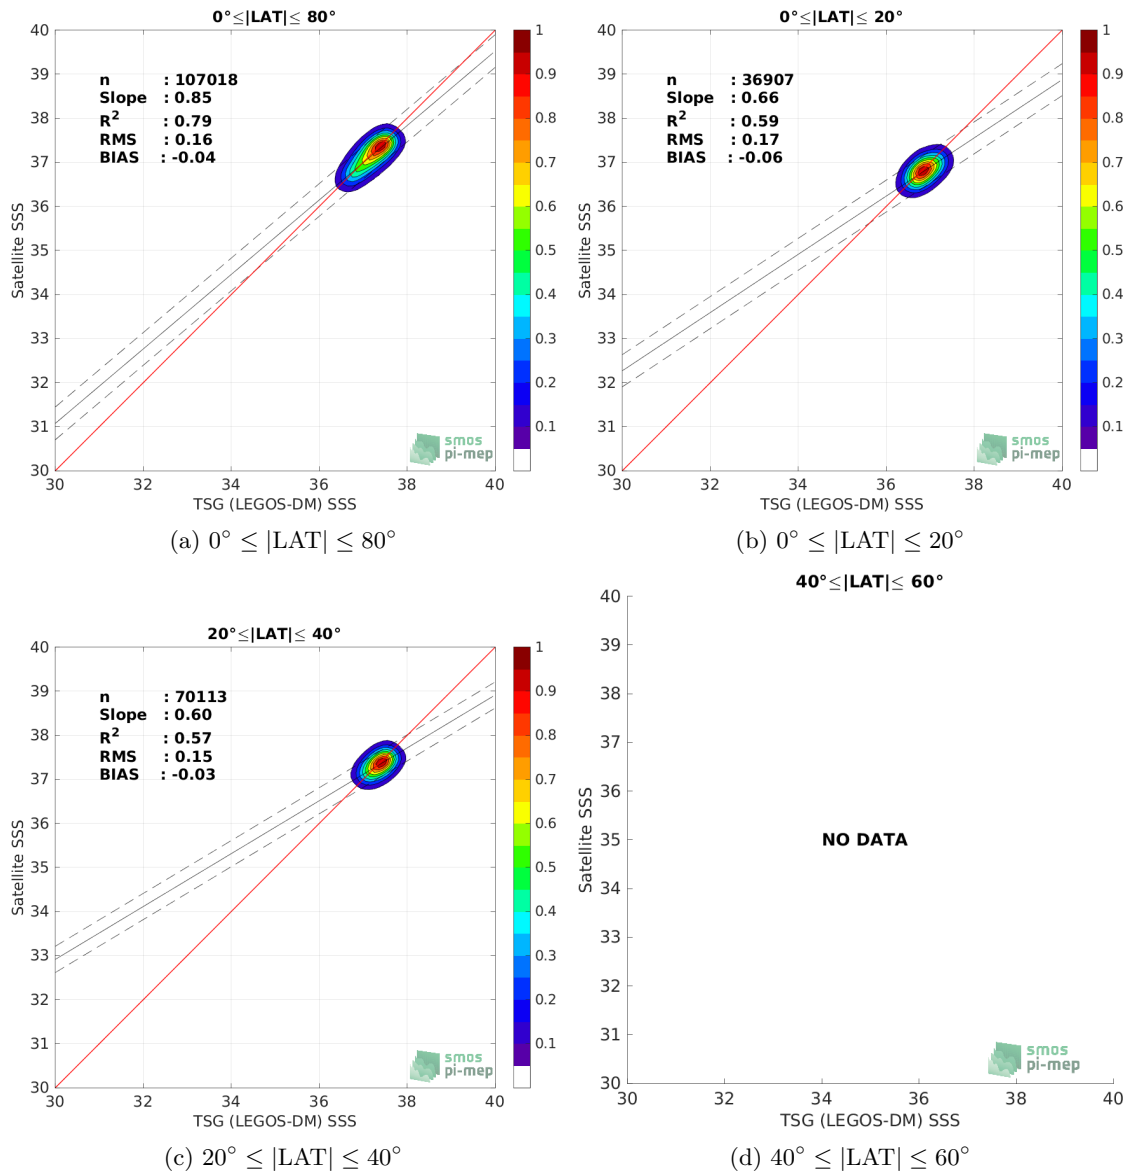 0°≤|LAT|≤ 80°
n : 107018
Slope : 0.85
R² : 0.79
RMS : 0.16
BIAS : -0.04
40
39
38
37
36
35
34
33
32
31
30
30 32 34 36 38 40
Satellite SSS
TSG (LEGOS-DM) SSS
1
0.9
0.8
0.7
0.6
0.5
0.4
0.3
0.2
0.1
smos
pi-mep
(a) 0° ≤ |LAT| ≤ 80°
0°≤|LAT|≤ 20°
n : 36907
Slope : 0.66
R² : 0.59
RMS : 0.17
BIAS : -0.06
40
39
38
37
36
35
34
33
32
31
30
30 32 34 36 38 40
Satellite SSS
TSG (LEGOS-DM) SSS
1
0.9
0.8
0.7
0.6
0.5
0.4
0.3
0.2
0.1
smos
pi-mep
(b) 0° ≤ |LAT| ≤ 20°
20°≤|LAT|≤ 40°
n : 70113
Slope : 0.60
R² : 0.57
RMS : 0.15
BIAS : -0.03
40
39
38
37
36
35
34
33
32
31
30
30 32 34 36 38 40
Satellite SSS
TSG (LEGOS-DM) SSS
1
0.9
0.8
0.7
0.6
0.5
0.4
0.3
0.2
0.1
smos
pi-mep
(c) 20° ≤ |LAT| ≤ 40°
40°≤|LAT|≤ 60°
40
39
38
37
36
35
34
33
32
31
30
30 32 34 36 38 40
Satellite SSS
NO DATA
TSG (LEGOS-DM) SSS
smos
pi-mep
(d) 40° ≤ |LAT| ≤ 60°